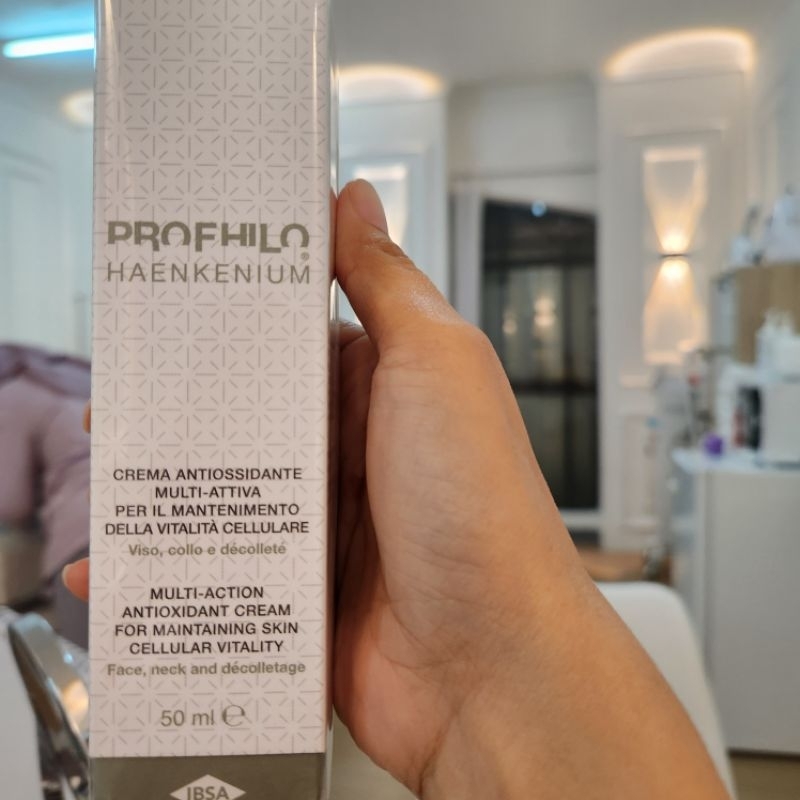 PROFHILO
HAENKENIUM®
CREMA ANTIOSSIDANTE
MULTI-ATTIVA
PER IL MANTENIMENTO
DELLA VITALITÀ CELLULARE
Viso, collo e décolleté
MULTI-ACTION
ANTIOXIDANT CREAM
FOR MAINTAINING SKIN
CELLULAR VITALITY
Face, neck and décolletage
50 ml ℮
IBSA